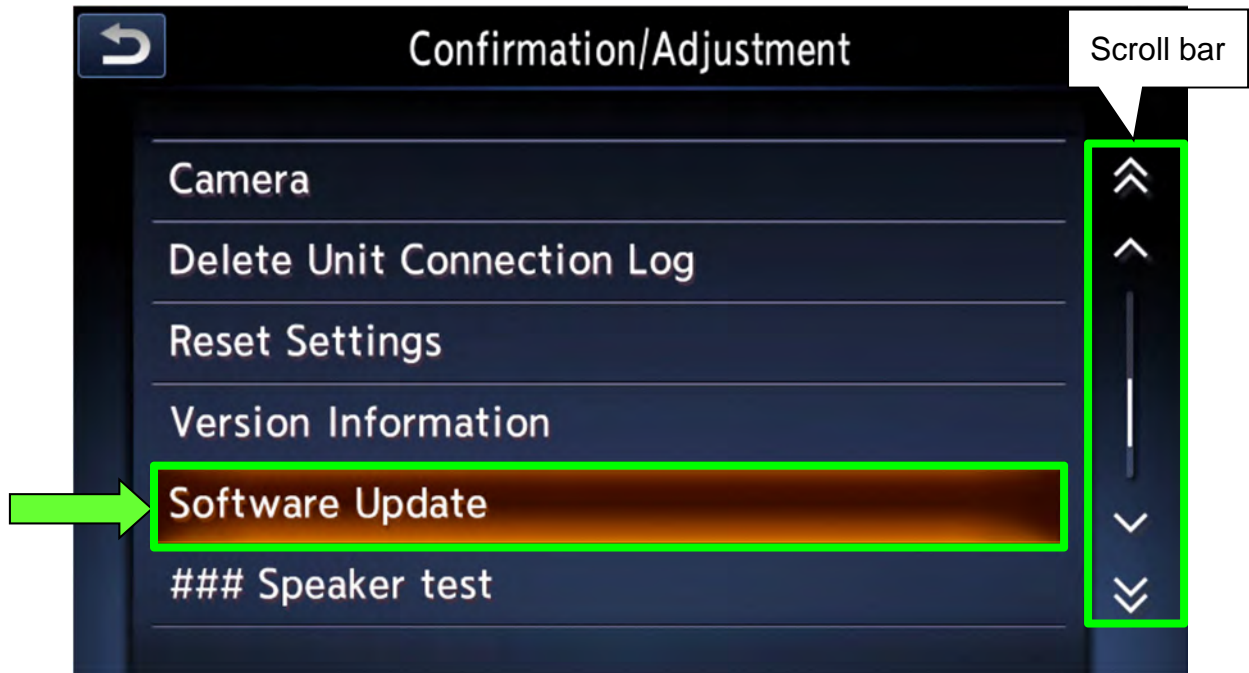 Confirmation/Adjustment
Scroll bar
Camera
Delete Unit Connection Log
Reset Settings
Version Information
Software Update
### Speaker test